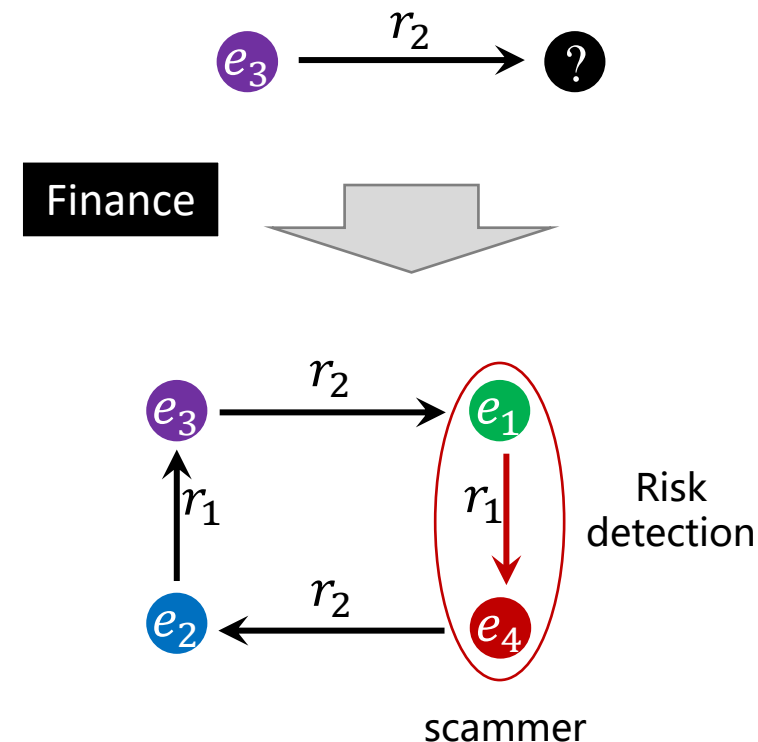 r₂
e₃ ?
Finance
r₂
e₃ e₁
r₁ r₁
Risk
detection
r₂
e₂ e₄
scammer